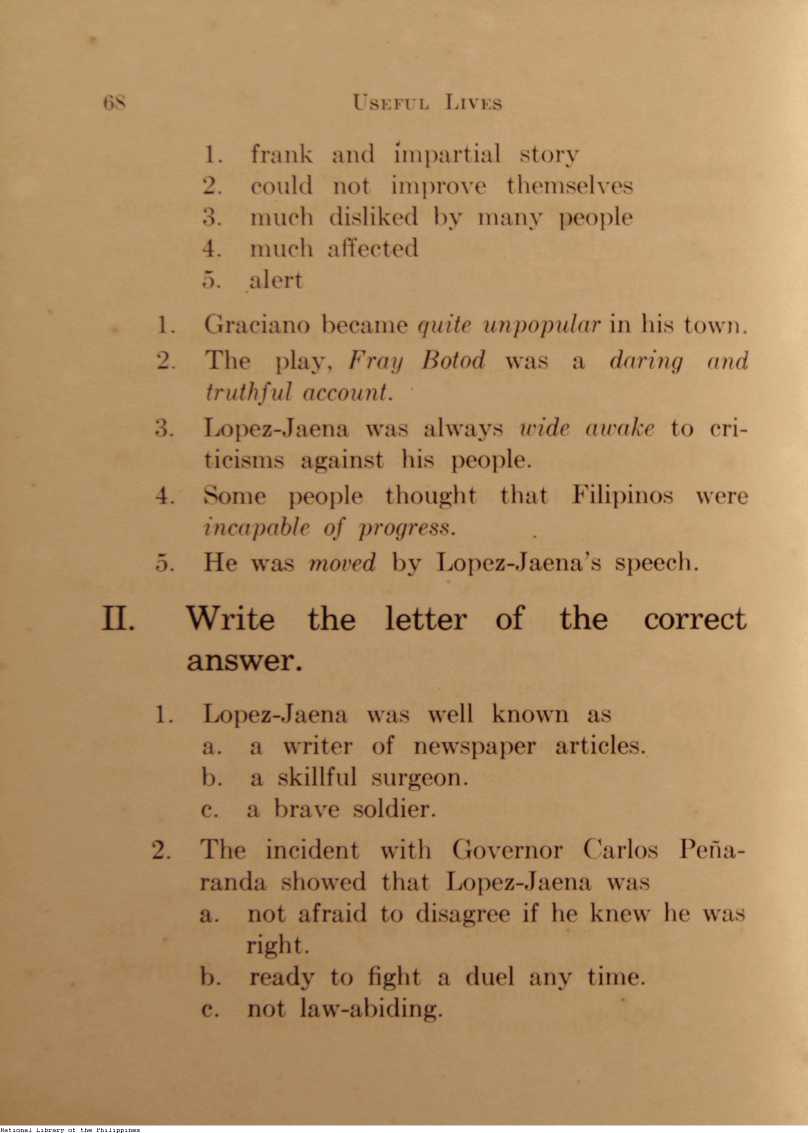 68 USEFUL LIVES
1. frank and impartial story
2. could not improve themselves
3. much disliked by many people
4. much affected
5. alert
1. Graciano became quite unpopular in his town.
2. The play, Fray Botod was a daring and
truthful account.
3. Lopez-Jaena was always wide awake to cri-
ticisms against his people.
4. Some people thought that Filipinos were
incapable of progress.
5. He was moved by Lopez-Jaena's speech.
II. Write the letter of the correct
answer.
1. Lopez-Jaena was well known as
a. a writer of newspaper articles.
b. a skillful surgeon.
c. a brave soldier.
2. The incident with Governor Carlos Peña-
randa showed that Lopez-Jaena was
a. not afraid to disagree if he knew he was
right.
b. ready to fight a duel any time.
c. not law-abiding.
National Library of the Philippines